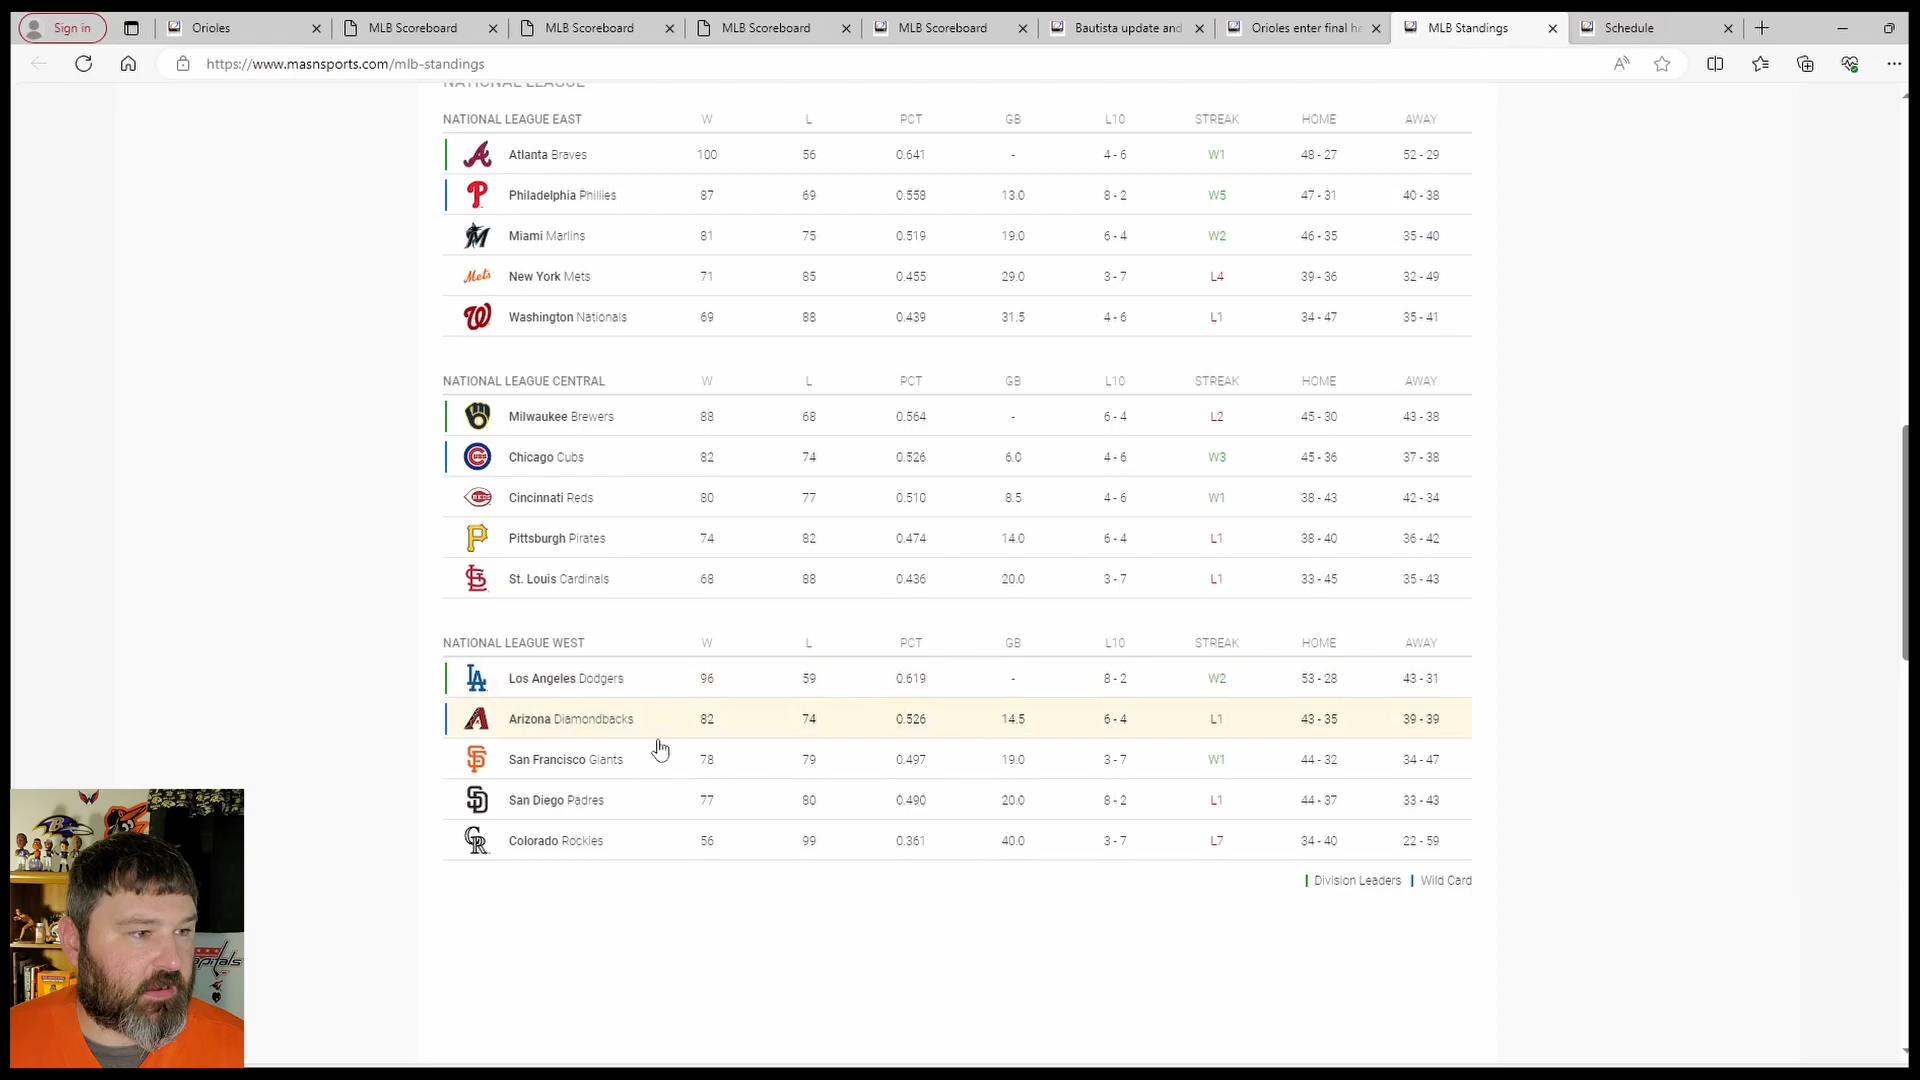 Sign in
Orioles
MLB Scoreboard
MLB Scoreboard
MLB Scoreboard
MLB Scoreboard
Bautista update and
Orioles enter final he
MLB Standings
Schedule
https://www.masnsports.com/mlb-standings
NATIONAL LEAGUE
NATIONAL LEAGUE EAST W L PCT GB L10 STREAK HOME AWAY
Atlanta Braves 100 56 0.641 - 4 - 6 W1 48 - 27 52 - 29
Philadelphia Phillies 87 69 0.558 13.0 8 - 2 W5 47 - 31 40 - 38
Miami Marlins 81 75 0.519 19.0 6 - 4 W2 46 - 35 35 - 40
Mets New York Mets 71 85 0.455 29.0 3 - 7 L4 39 - 36 32 - 49
Washington Nationals 69 88 0.439 31.5 4 - 6 L1 34 - 47 35 - 41
NATIONAL LEAGUE CENTRAL W L PCT GB L10 STREAK HOME AWAY
Milwaukee Brewers 88 68 0.564 - 6 - 4 L2 45 - 30 43 - 38
CUBS Chicago Cubs 82 74 0.526 6.0 4 - 6 W3 45 - 36 37 - 38
REDS Cincinnati Reds 80 77 0.510 8.5 4 - 6 W1 38 - 43 42 - 34
P Pittsburgh Pirates 74 82 0.474 14.0 6 - 4 L1 38 - 40 36 - 42
St. Louis Cardinals 68 88 0.436 20.0 3 - 7 L1 33 - 45 35 - 43
NATIONAL LEAGUE WEST W L PCT GB L10 STREAK HOME AWAY
LA Los Angeles Dodgers 96 59 0.619 - 8 - 2 W2 53 - 28 43 - 31
Arizona Diamondbacks 82 74 0.526 14.5 6 - 4 L1 43 - 35 39 - 39
SF San Francisco Giants 78 79 0.497 19.0 3 - 7 W1 44 - 32 34 - 47
SD San Diego Padres 77 80 0.490 20.0 8 - 2 L1 44 - 37 33 - 43
CR Colorado Rockies 56 99 0.361 40.0 3 - 7 L7 34 - 40 22 - 59
Division Leaders Wild Card
apitals